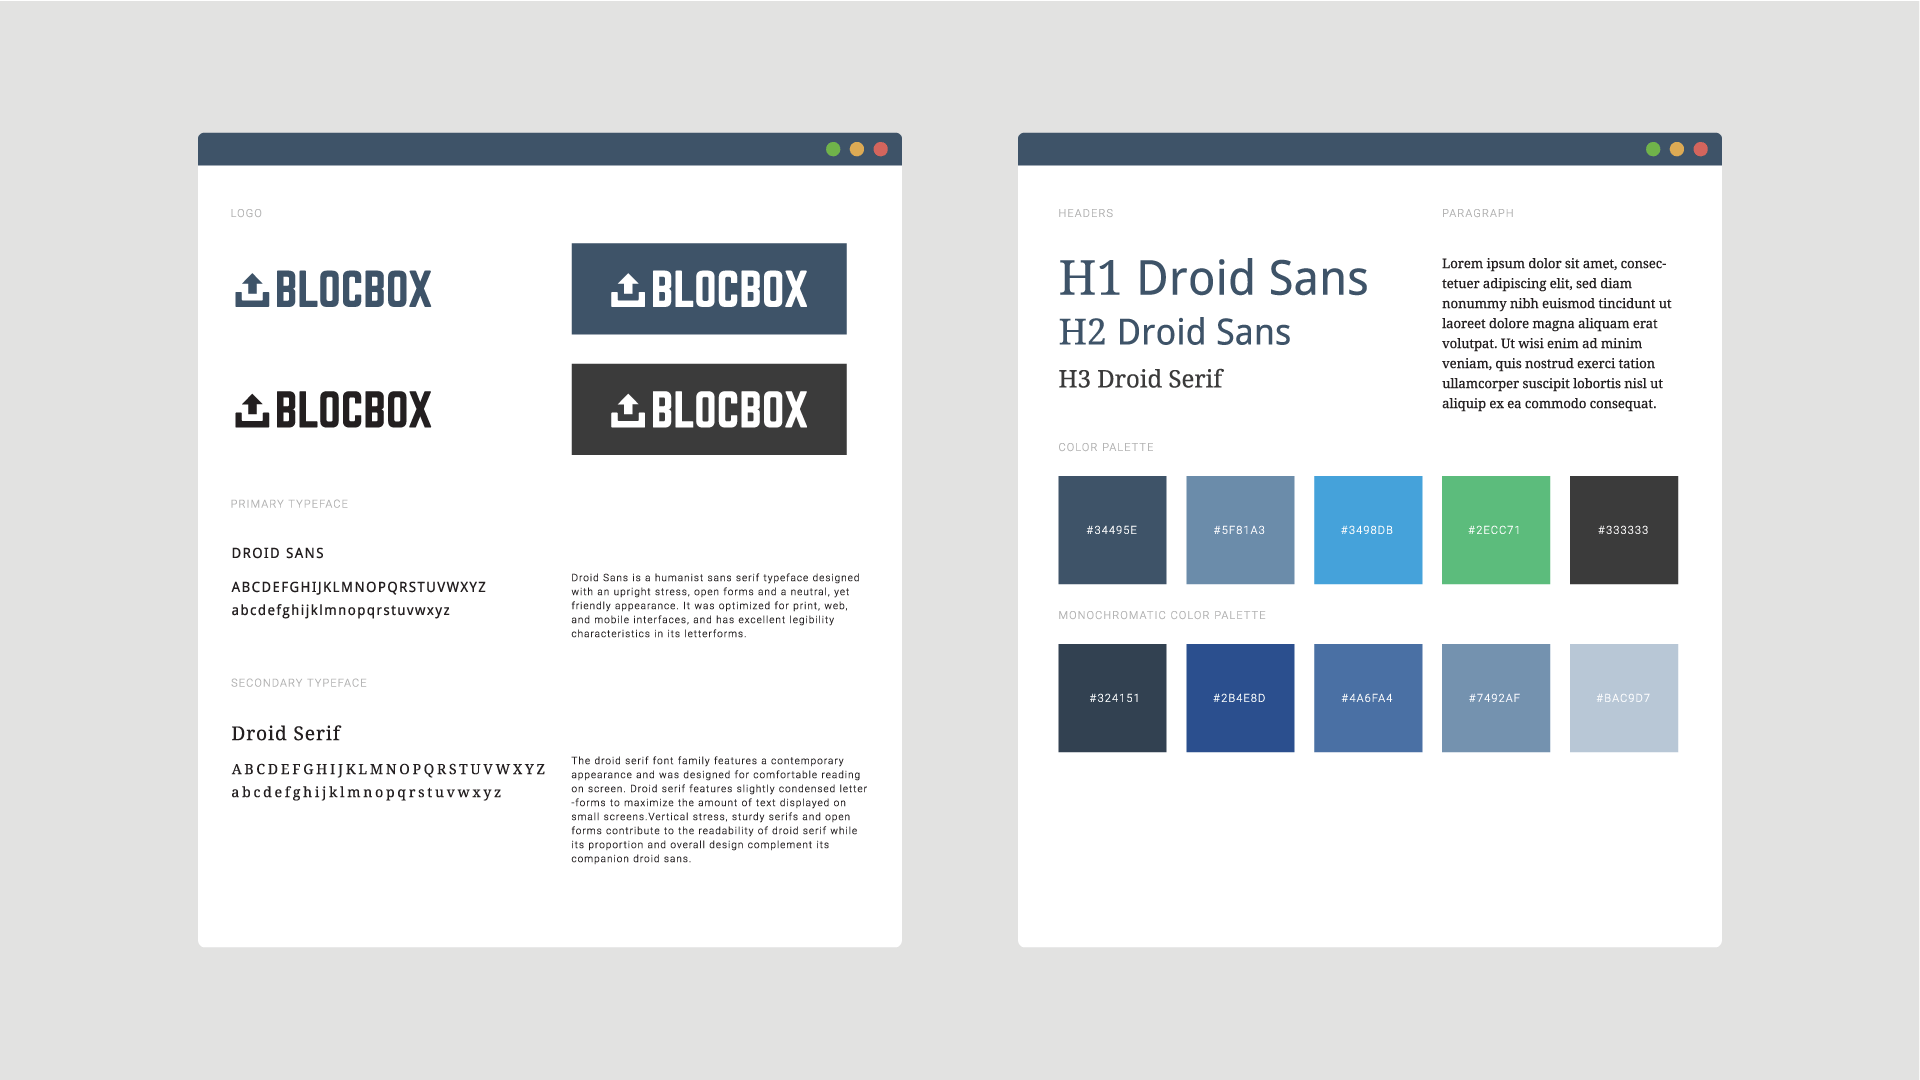 LOGO
BLOCBOX
BLOCBOX
BLOCBOX
BLOCBOX
PRIMARY TYPEFACE
DROID SANS
ABCDEFGHIJKLMNOPQRSTUVWXYZ
abcdefghijklmnopqrstuvwxyz
Droid Sans is a humanist sans serif typeface designed
with an upright stress, open forms and a neutral, yet
friendly appearance. It was optimized for print, web,
and mobile interfaces, and has excellent legibility
characteristics in its letterforms.
SECONDARY TYPEFACE
Droid Serif
ABCDEFGHIJKLMNOPQRSTUVWXYZ
abcdefghijklmnopqrstuvwxyz
The droid serif font family features a contemporary
appearance and was designed for comfortable reading
on screen. Droid serif features slightly condensed letter
-forms to maximize the amount of text displayed on
small screens.Vertical stress, sturdy serifs and open
forms contribute to the readability of droid serif while
its proportion and overall design complement its
companion droid sans.
HEADERS
H1 Droid Sans
H2 Droid Sans
H3 Droid Serif
PARAGRAPH
Lorem ipsum dolor sit amet, consec-
tetuer adipiscing elit, sed diam
nonummy nibh euismod tincidunt ut
laoreet dolore magna aliquam erat
volutpat. Ut wisi enim ad minim
veniam, quis nostrud exerci tation
ullamcorper suscipit lobortis nisl ut
aliquip ex ea commodo consequat.
COLOR PALETTE
#34495E
#5F81A3
#3498DB
#2ECC71
#333333
MONOCHROMATIC COLOR PALETTE
#324151
#2B4E8D
#4A6FA4
#7492AF
#BAC9D7